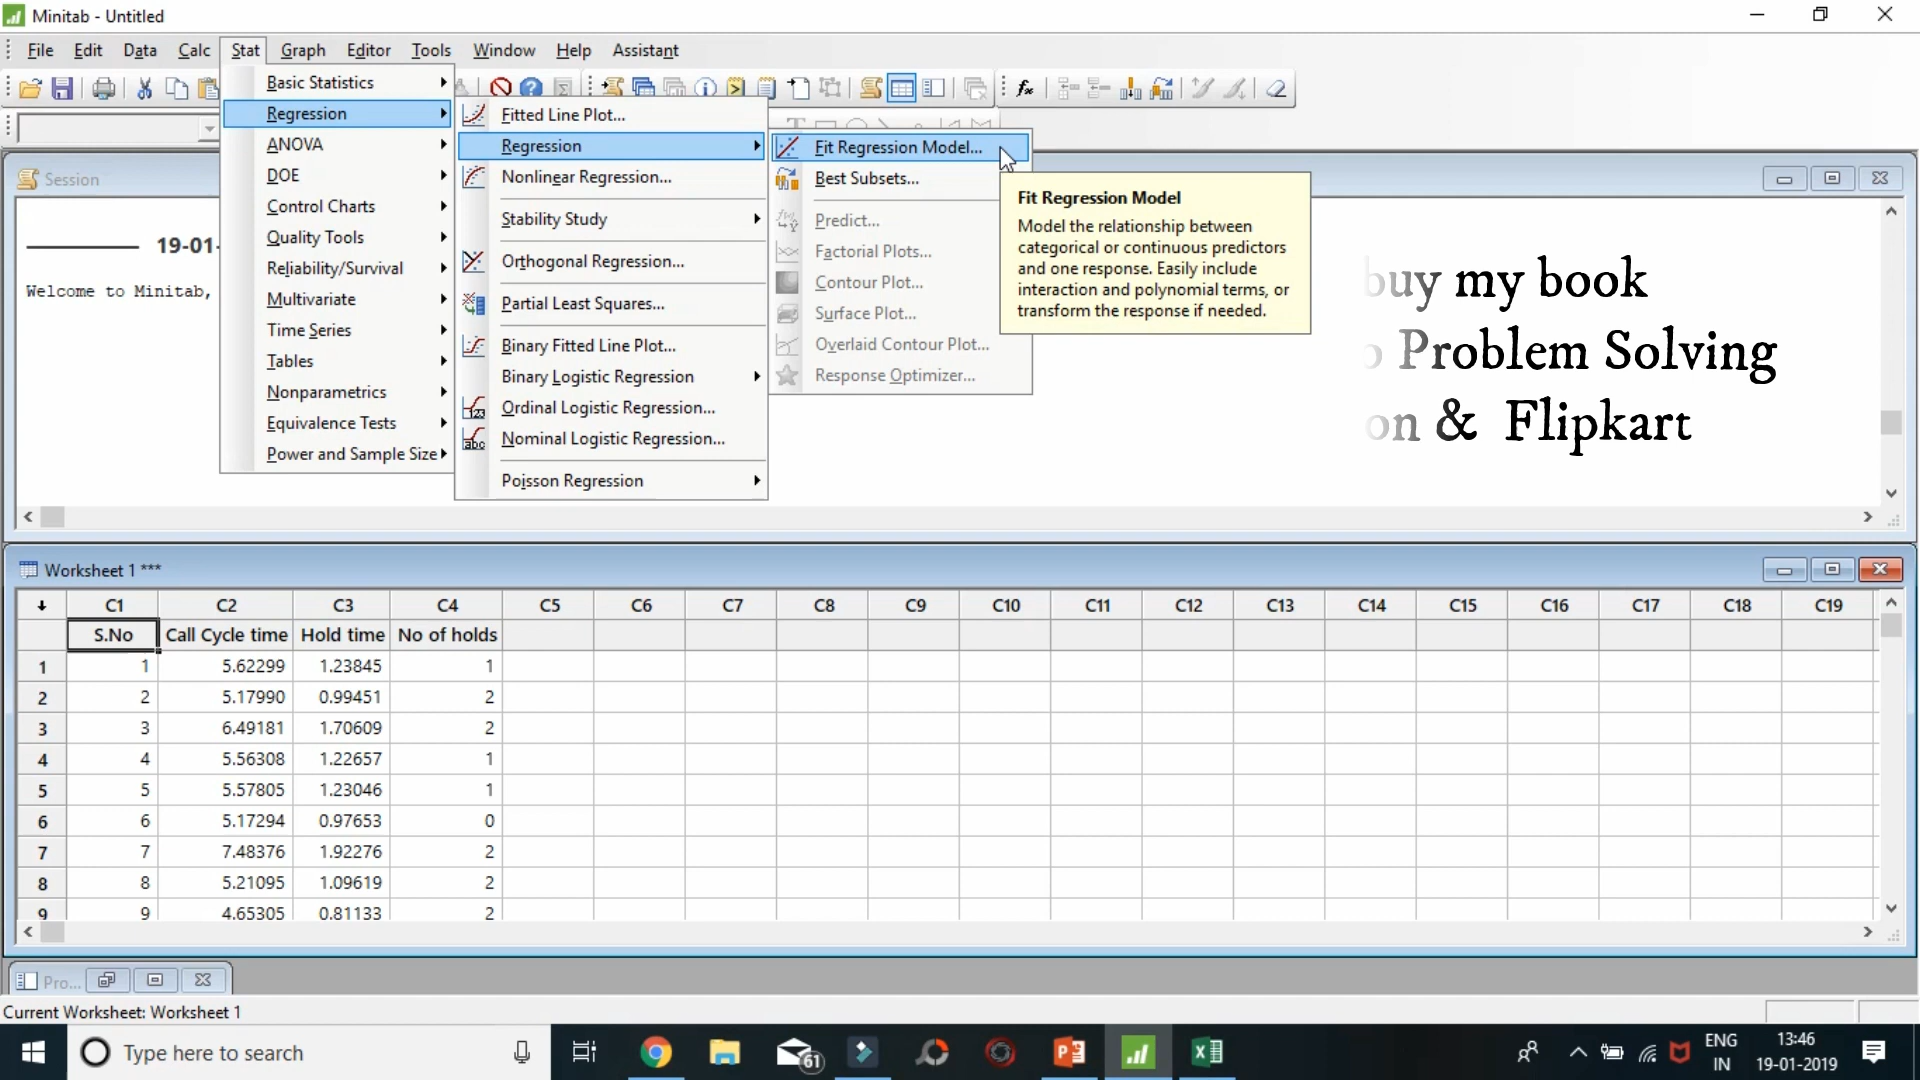 Minitab - Untitled
File Edit Data Calc Stat Graph Editor Tools Window Help Assistant
Basic Statistics
Regression
ANOVA
DOE
Control Charts
Quality Tools
Reliability/Survival
Multivariate
Time Series
Tables
Nonparametrics
Equivalence Tests
Power and Sample Size
Fitted Line Plot...
Regression
Nonlinear Regression...
Stability Study
Orthogonal Regression...
Partial Least Squares...
Binary Fitted Line Plot...
Binary Logistic Regression
Ordinal Logistic Regression...
Nominal Logistic Regression...
Poisson Regression
Fit Regression Model...
Best Subsets...
Predict...
Factorial Plots...
Contour Plot...
Surface Plot...
Overlaid Contour Plot...
Response Optimizer...
Fit Regression Model
Model the relationship between
categorical or continuous predictors
and one response. Easily include
interaction and polynomial terms, or
transform the response if needed.
Session
19-01-
Welcome to Minitab,
buy my book
Problem Solving
on & Flipkart
Worksheet 1 ***
C1 C2 C3 C4 C5 C6 C7 C8 C9 C10 C11 C12 C13 C14 C15 C16 C17 C18 C19
S.No Call Cycle time Hold time No of holds
1 1 5.62299 1.23845 1
2 2 5.17990 0.99451 2
3 3 6.49181 1.70609 2
4 4 5.56308 1.22657 1
5 5 5.57805 1.23046 1
6 6 5.17294 0.97653 0
7 7 7.48376 1.92276 2
8 8 5.21095 1.09619 2
9 9 4.65305 0.81133 2
Pro...
Current Worksheet: Worksheet 1
Type here to search
61
ENG
IN
13:46
19-01-2019